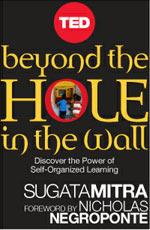 TED
beyond the
HOLE
in the wall
Discover the Power of
Self-Organized Learning
SUGATA MITRA
FOREWORD BY NICHOLAS
NEGROPONTE